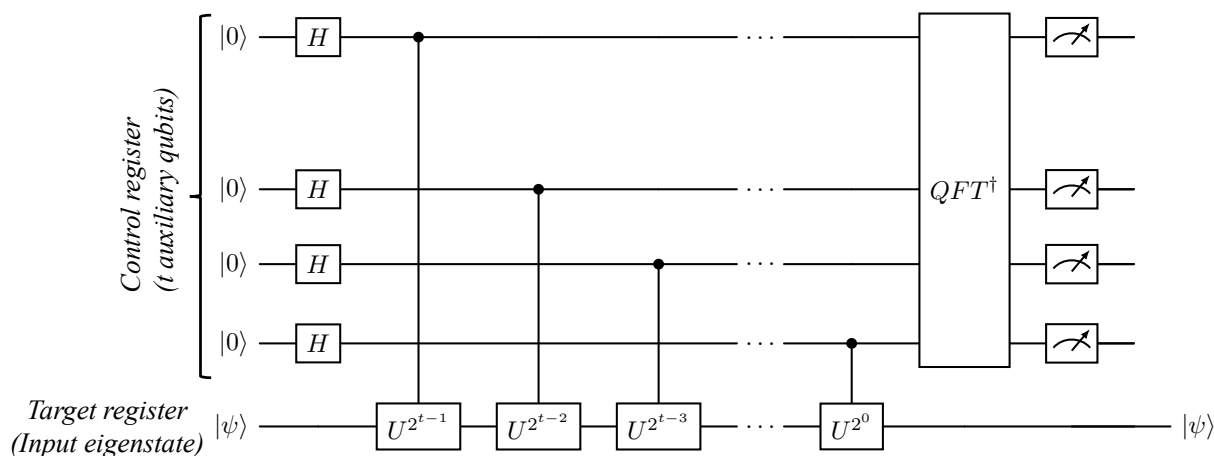 |0⟩ H ··· QFT†
Control register
(t auxiliary qubits)
|0⟩ H ···
|0⟩ H ···
|0⟩ H ···
Target register
(Input eigenstate)
|ψ⟩ U^{2^{t−1}} U^{2^{t−2}} U^{2^{t−3}} ··· U^{2^0} |ψ⟩